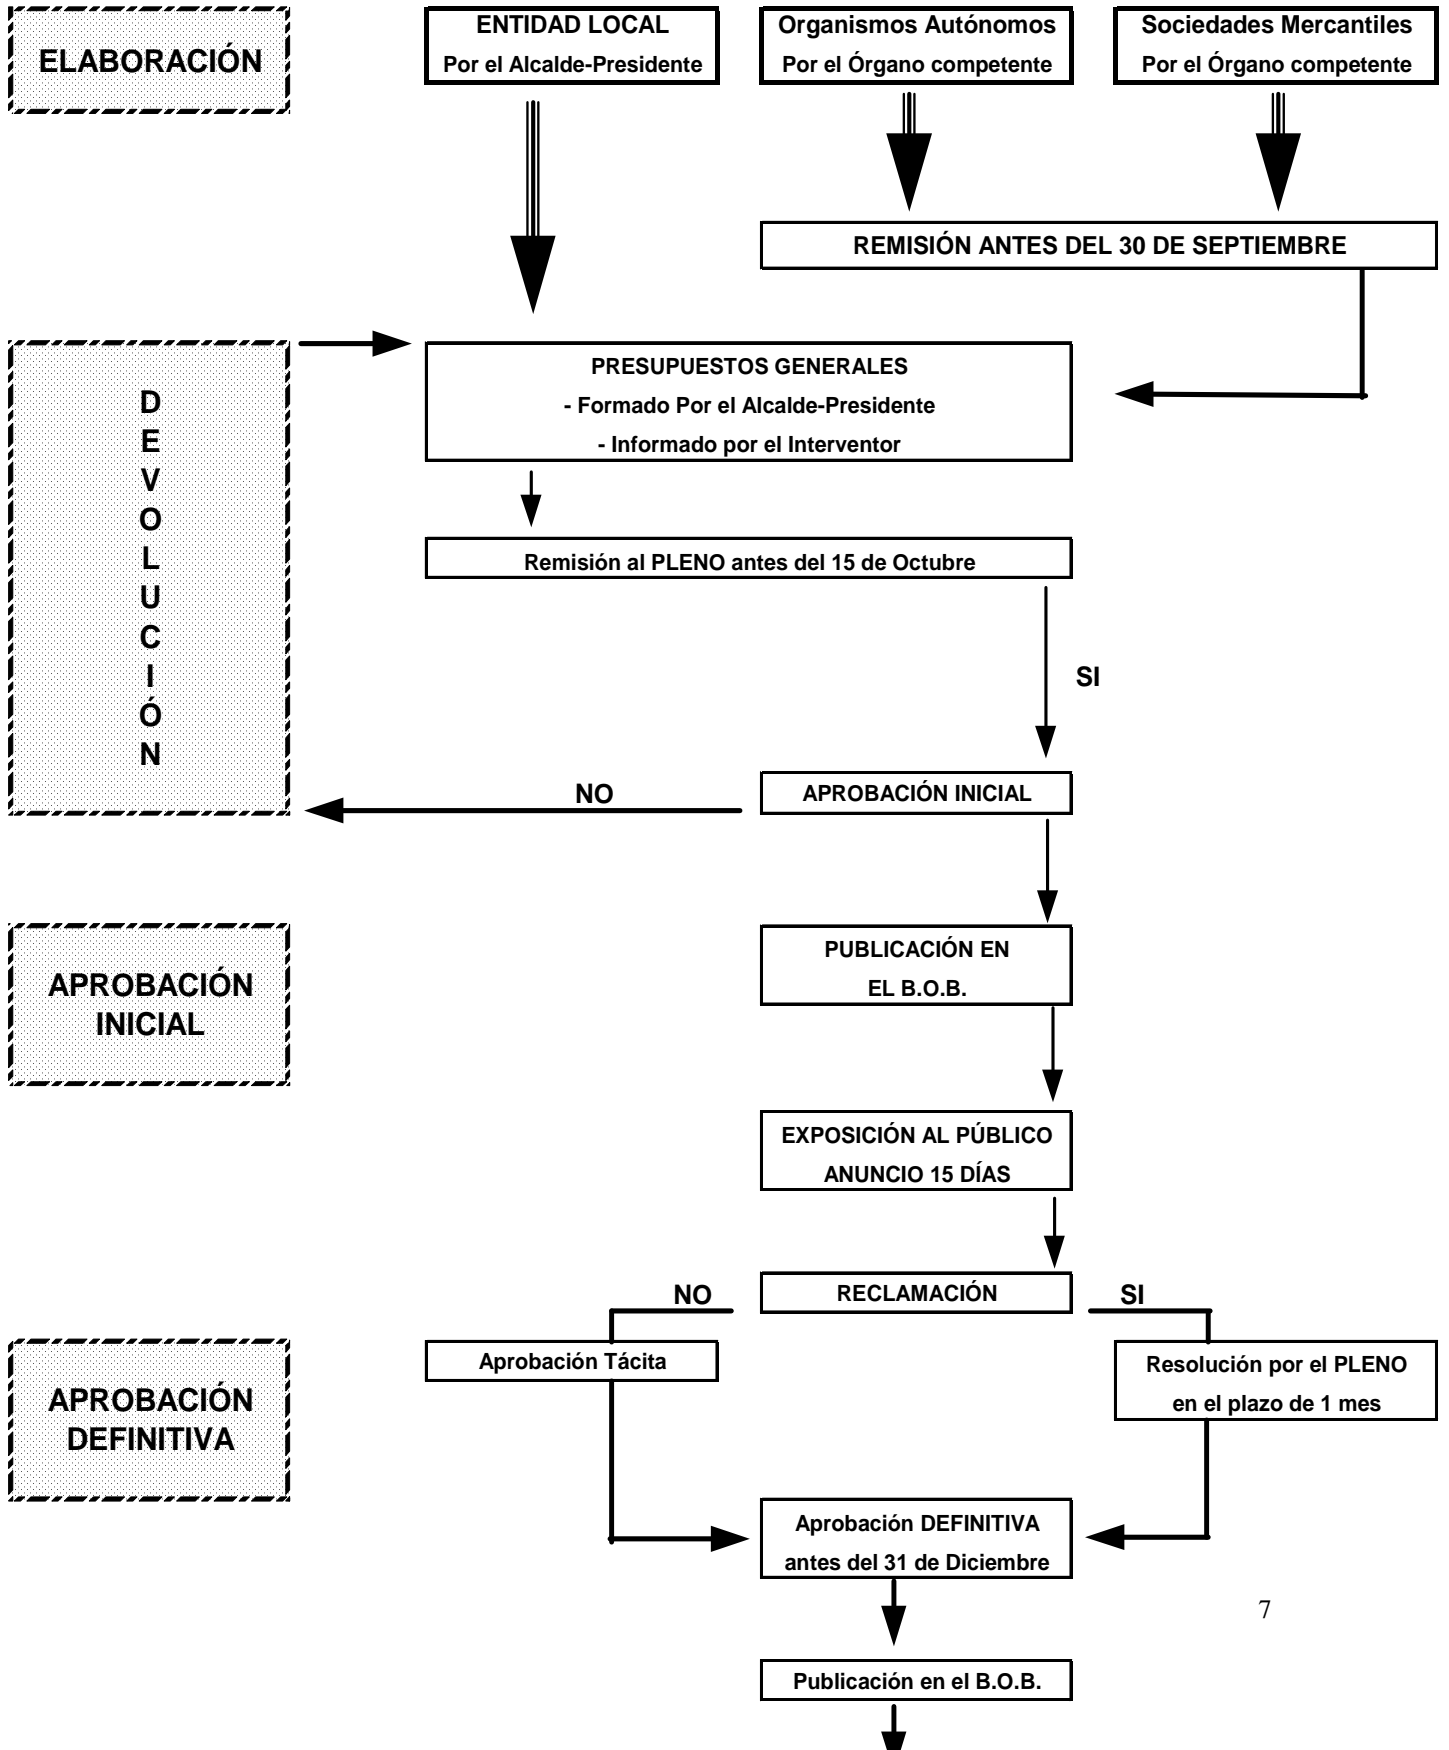 ELABORACIÓN
ENTIDAD LOCAL
Por el Alcalde-Presidente
Organismos Autónomos
Por el Órgano competente
Sociedades Mercantiles
Por el Órgano competente
REMISIÓN ANTES DEL 30 DE SEPTIEMBRE
D
E
V
O
L
U
C
I
Ó
N
PRESUPUESTOS GENERALES
- Formado Por el Alcalde-Presidente
- Informado por el Interventor
Remisión al PLENO antes del 15 de Octubre
SI
NO
APROBACIÓN INICIAL
APROBACIÓN
INICIAL
PUBLICACIÓN EN
EL B.O.B.
EXPOSICIÓN AL PÚBLICO
ANUNCIO 15 DÍAS
NO
RECLAMACIÓN
SI
APROBACIÓN
DEFINITIVA
Aprobación Tácita
Resolución por el PLENO
en el plazo de 1 mes
Aprobación DEFINITIVA
antes del 31 de Diciembre
7
Publicación en el B.O.B.